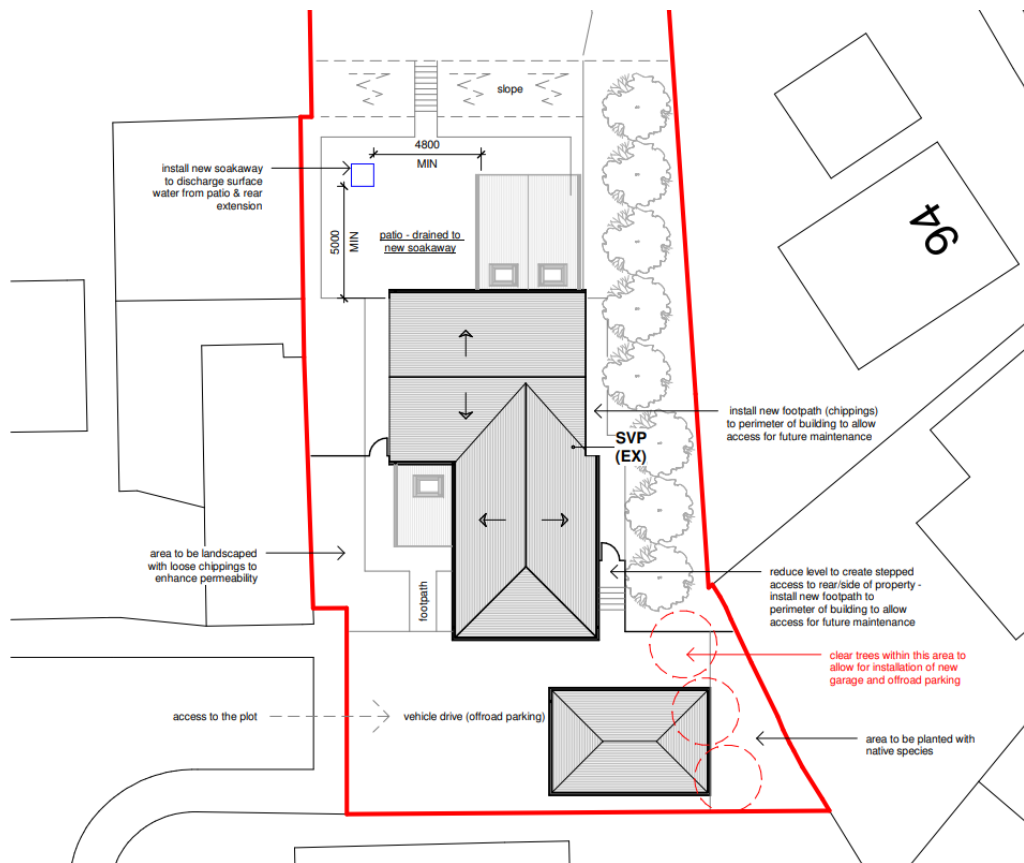 slope
4800
MIN
install new soakaway
to discharge surface
water from patio & rear
extension
5000
MIN
patio - drained to
new soakaway
94
install new footpath (chippings)
to perimeter of building to allow
access for future maintenance
SVP
(EX)
area to be landscaped
with loose chippings to
enhance permeability
footpath
reduce level to create stepped
access to rear/side of property -
install new footpath to
perimeter of building to allow
access for future maintenance
clear trees within this area to
allow for installation of new
garage and offroad parking
access to the plot
vehicle drive (offroad parking)
area to be planted with
native species